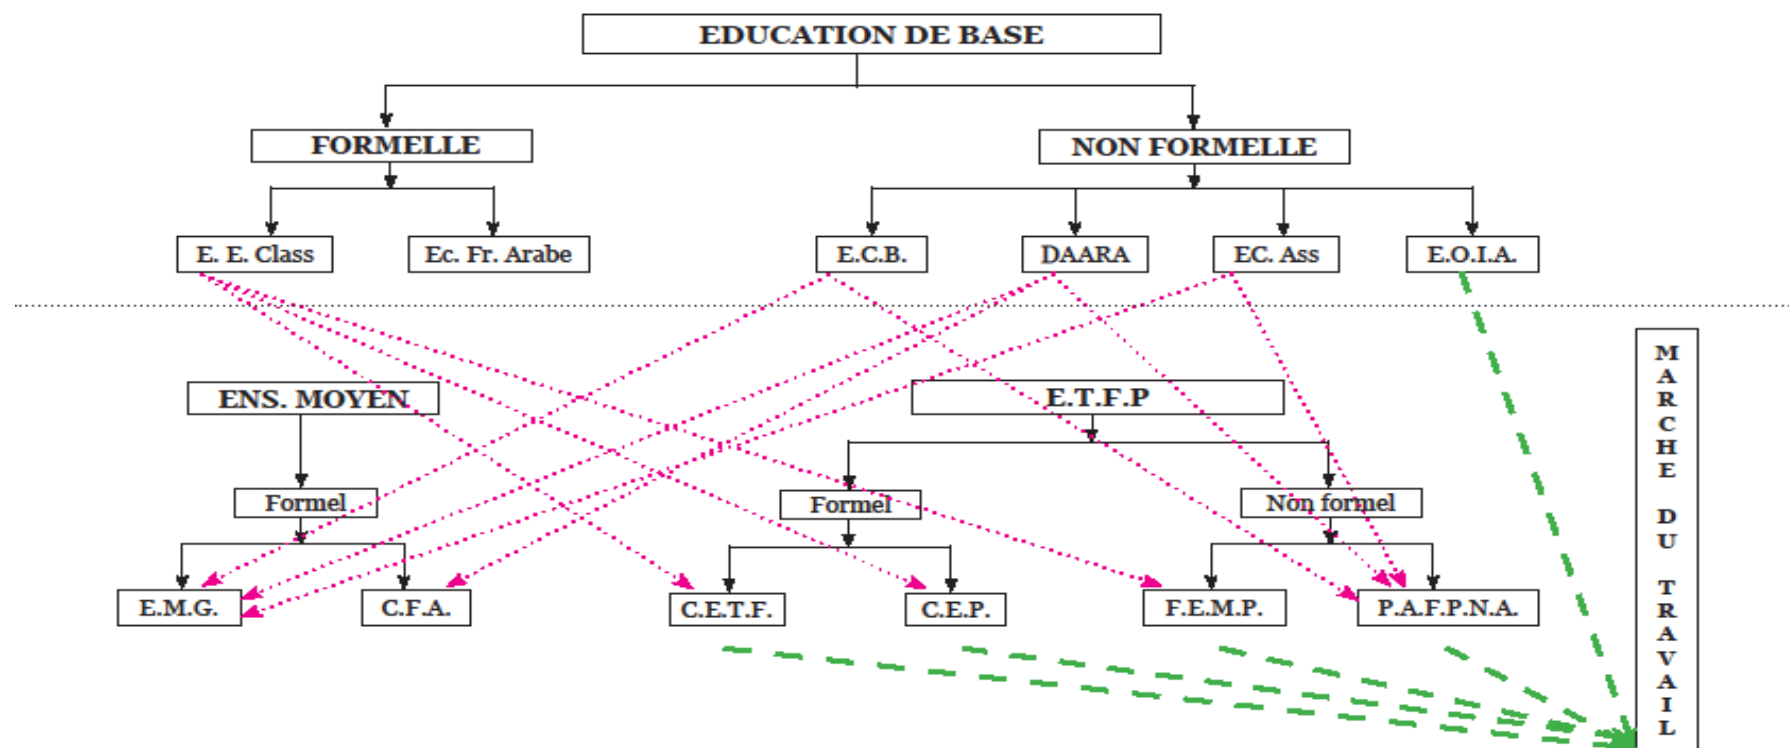 EDUCATION DE BASE
FORMELLE
NON FORMELLE
E. E. Class
Ec. Fr. Arabe
E.C.B.
DAARA
EC. Ass
E.O.I.A.
ENS. MOYEN
E.T.F.P
Formel
Formel
Non formel
E.M.G.
C.F.A.
C.E.T.F.
C.E.P.
F.E.M.P.
P.A.F.P.N.A.
MARCHE DU TRAVAIL